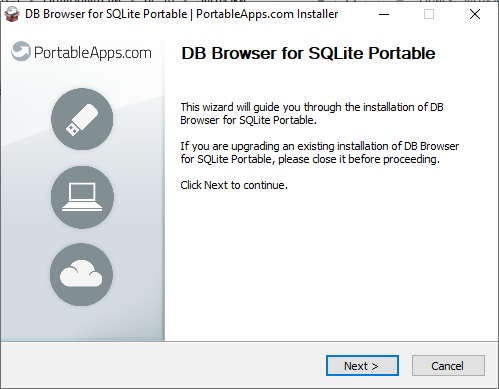 DB Browser for SQLite Portable | PortableApps.com Installer
PortableApps.com
DB Browser for SQLite Portable
This wizard will guide you through the installation of DB
Browser for SQLite Portable.
If you are upgrading an existing installation of DB Browser
for SQLite Portable, please close it before proceeding.
Click Next to continue.
Next >
Cancel